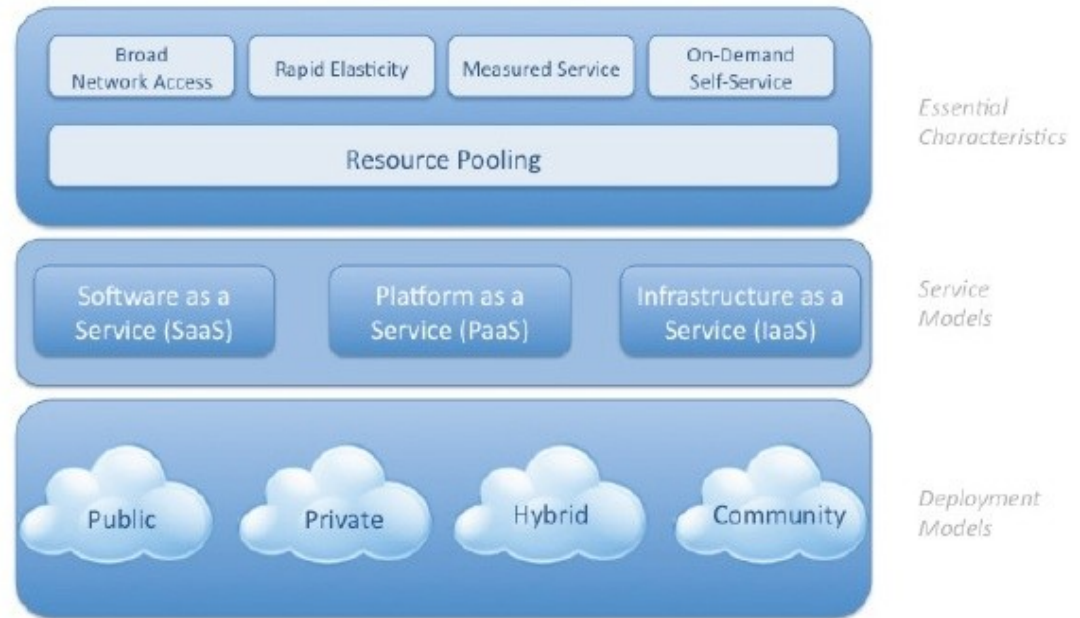 Broad
Network Access
Rapid Elasticity
Measured Service
On-Demand
Self-Service
Resource Pooling
Essential
Characteristics
Software as a
Service (SaaS)
Platform as a
Service (PaaS)
Infrastructure as a
Service (IaaS)
Service
Models
Public
Private
Hybrid
Community
Deployment
Models